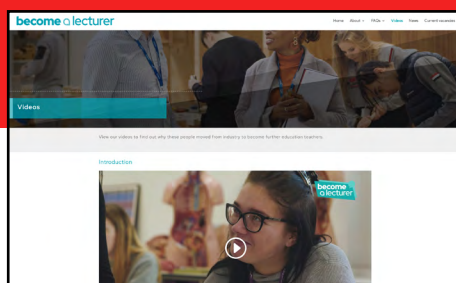 become a lecturer
Home About FAQs Videos News Current vacancies
Videos
View our videos to find out why these people moved from industry to become further education teachers.
Introduction
become
a lecturer